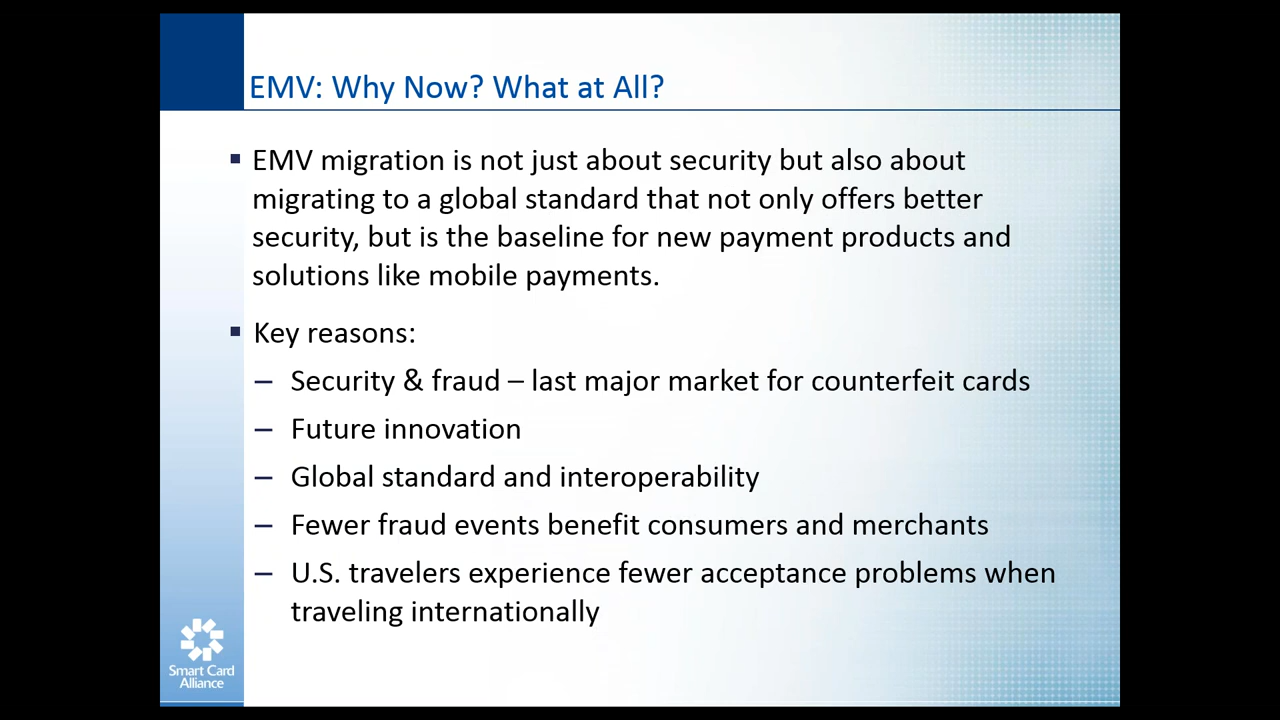 EMV: Why Now? What at All?
▪ EMV migration is not just about security but also about
migrating to a global standard that not only offers better
security, but is the baseline for new payment products and
solutions like mobile payments.
▪ Key reasons:
– Security & fraud – last major market for counterfeit cards
– Future innovation
– Global standard and interoperability
– Fewer fraud events benefit consumers and merchants
– U.S. travelers experience fewer acceptance problems when
traveling internationally
Smart Card
Alliance